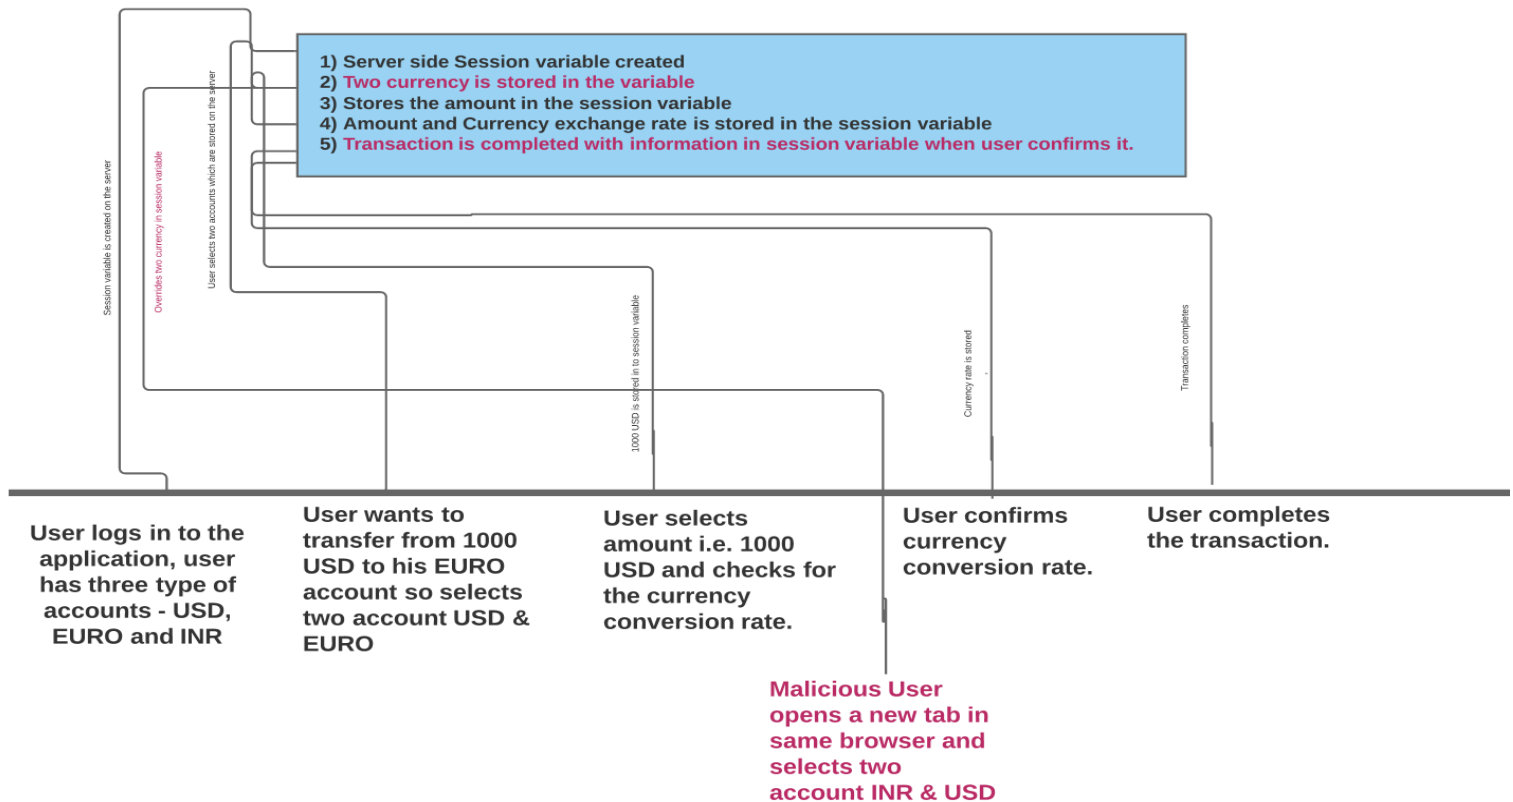 1) Server side Session variable created
2) Two currency is stored in the variable
3) Stores the amount in the session variable
4) Amount and Currency exchange rate is stored in the session variable
5) Transaction is completed with information in session variable when user confirms it.
Session variable is created on the server
Overrides two currency in session variable
User selects two accounts which are stored on the server
1000 USD is stored in to session variable
Currency rate is stored
Transaction completes
User logs in to the
application, user
has three type of
accounts - USD,
EURO and INR
User wants to
transfer from 1000
USD to his EURO
account so selects
two account USD &
EURO
User selects
amount i.e. 1000
USD and checks for
the currency
conversion rate.
User confirms
currency
conversion rate.
User completes
the transaction.
Malicious User
opens a new tab in
same browser and
selects two
account INR & USD